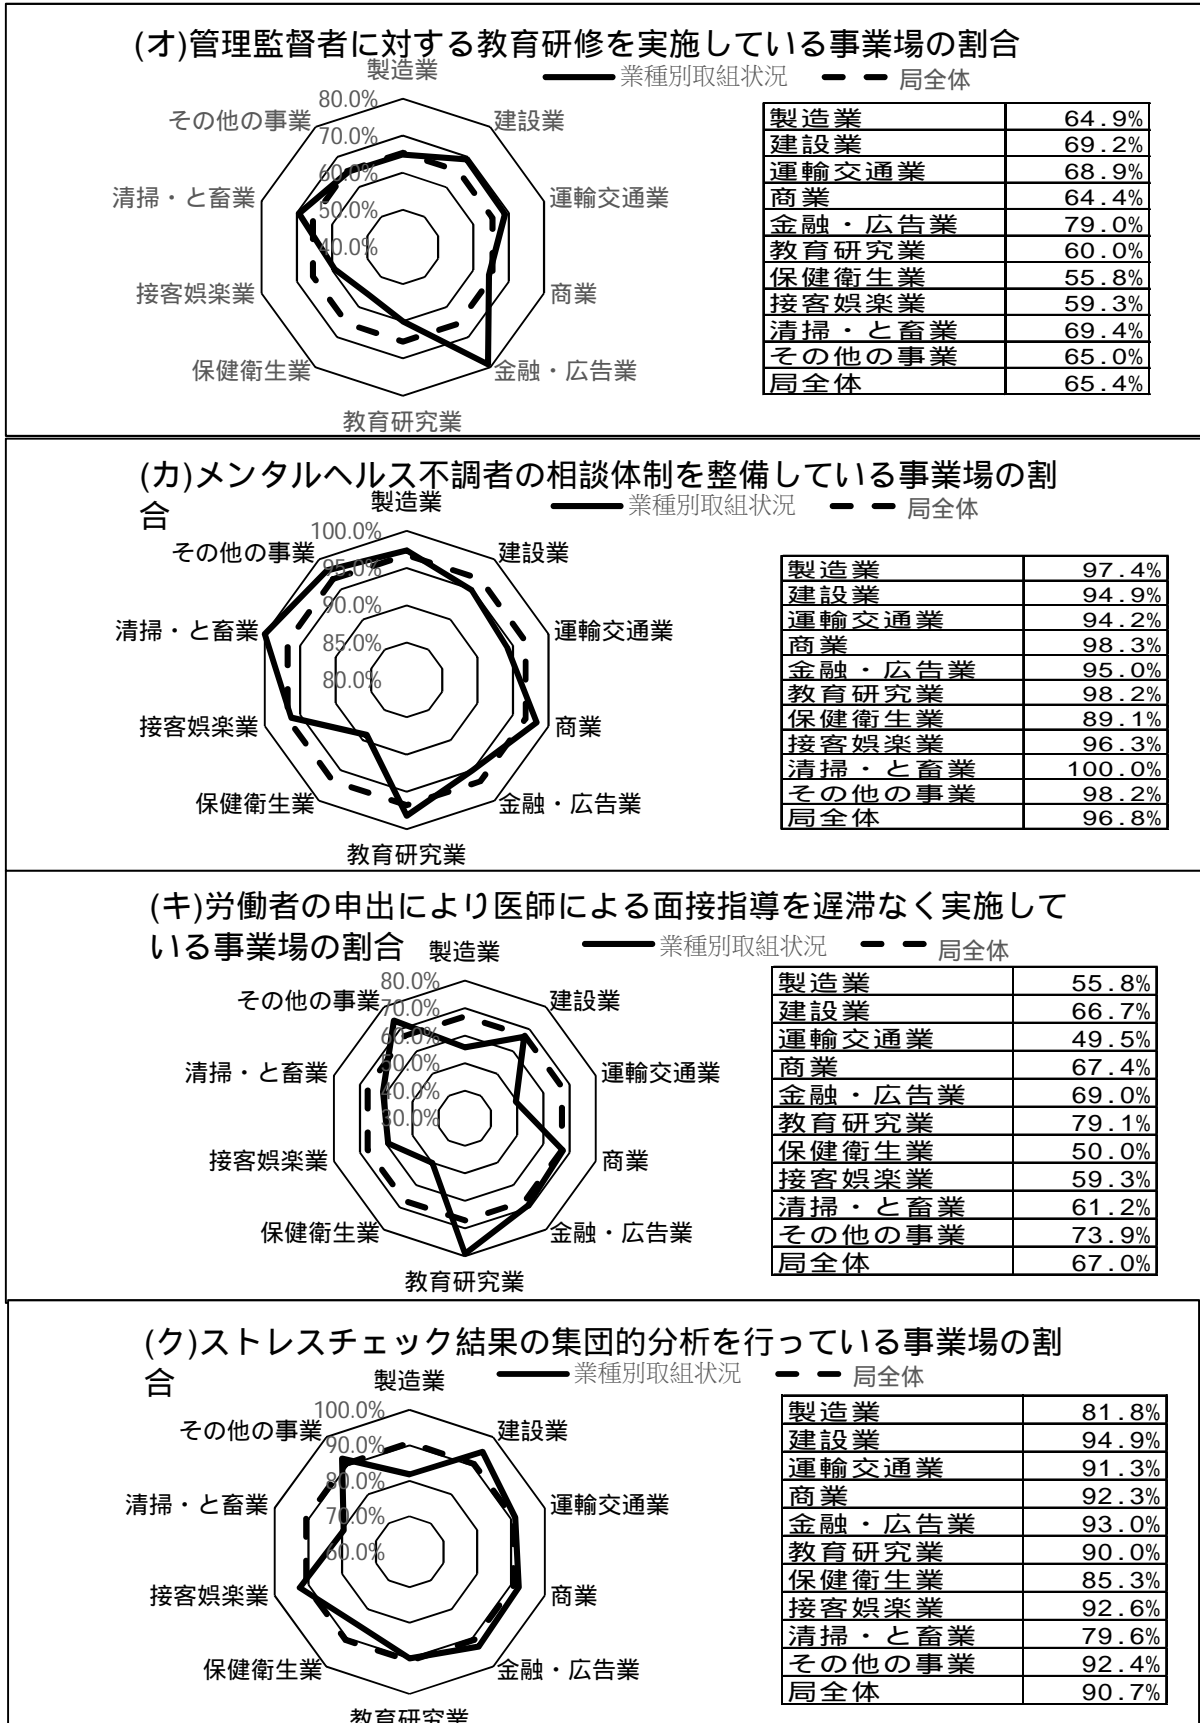 (オ)管理監督者に対する教育研修を実施している事業場の割合
製造業
業種別取組状況
局全体
80.0%
70.0%
60.0%
50.0%
40.0%
建設業
運輸交通業
商業
金融・広告業
教育研究業
保健衛生業
接客娯楽業
清掃・と畜業
その他の事業
製造業 64.9%
建設業 69.2%
運輸交通業 68.9%
商業 64.4%
金融・広告業 79.0%
教育研究業 60.0%
保健衛生業 55.8%
接客娯楽業 59.3%
清掃・と畜業 69.4%
その他の事業 65.0%
局全体 65.4%
(カ)メンタルヘルス不調者の相談体制を整備している事業場の割
合
製造業
業種別取組状況
局全体
100.0%
95.0%
90.0%
85.0%
80.0%
建設業
運輸交通業
商業
金融・広告業
教育研究業
保健衛生業
接客娯楽業
清掃・と畜業
その他の事業
製造業 97.4%
建設業 94.9%
運輸交通業 94.2%
商業 98.3%
金融・広告業 95.0%
教育研究業 98.2%
保健衛生業 89.1%
接客娯楽業 96.3%
清掃・と畜業 100.0%
その他の事業 98.2%
局全体 96.8%
(キ)労働者の申出により医師による面接指導を遅滞なく実施して
いる事業場の割合
製造業
業種別取組状況
局全体
80.0%
70.0%
60.0%
50.0%
40.0%
30.0%
建設業
運輸交通業
商業
金融・広告業
教育研究業
保健衛生業
接客娯楽業
清掃・と畜業
その他の事業
製造業 55.8%
建設業 66.7%
運輸交通業 49.5%
商業 67.4%
金融・広告業 69.0%
教育研究業 79.1%
保健衛生業 50.0%
接客娯楽業 59.3%
清掃・と畜業 61.2%
その他の事業 73.9%
局全体 67.0%
(ク)ストレスチェック結果の集団的分析を行っている事業場の割
合
製造業
業種別取組状況
局全体
100.0%
90.0%
80.0%
70.0%
60.0%
建設業
運輸交通業
商業
金融・広告業
教育研究業
保健衛生業
接客娯楽業
清掃・と畜業
その他の事業
製造業 81.8%
建設業 94.9%
運輸交通業 91.3%
商業 92.3%
金融・広告業 93.0%
教育研究業 90.0%
保健衛生業 85.3%
接客娯楽業 92.6%
清掃・と畜業 79.6%
その他の事業 92.4%
局全体 90.7%